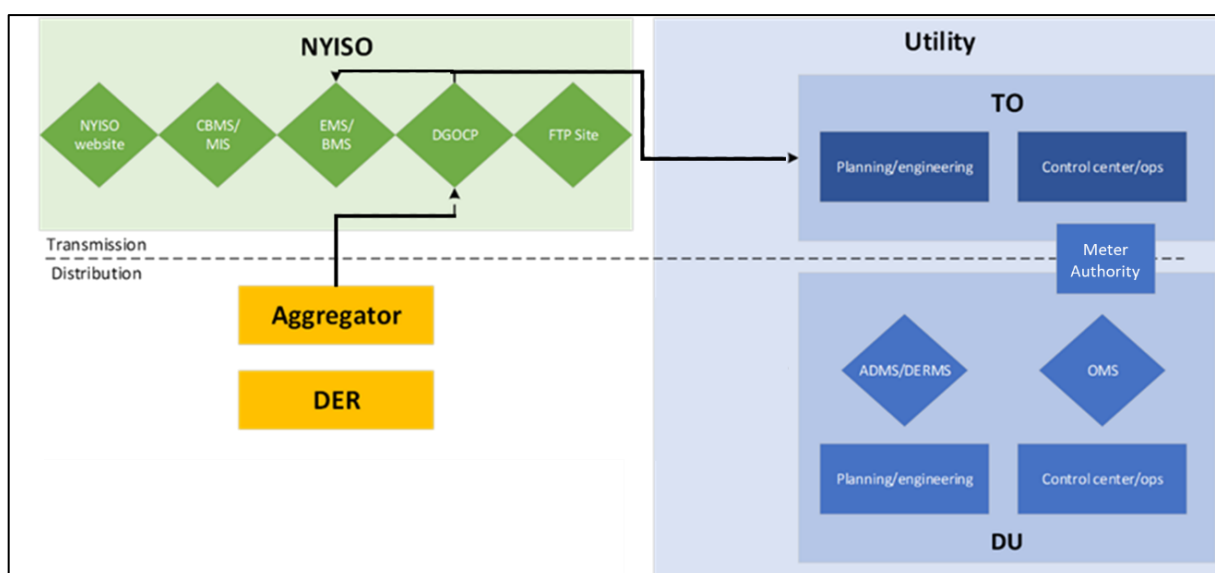 NYISO
Utility
NYISO
website
CBMS/
MIS
EMS/
BMS
DGOCP
FTP Site
TO
Planning/engineering
Control center/ops
Transmission
Distribution
Meter
Authority
Aggregator
DER
ADMS/DERMS
OMS
Planning/engineering
Control center/ops
DU